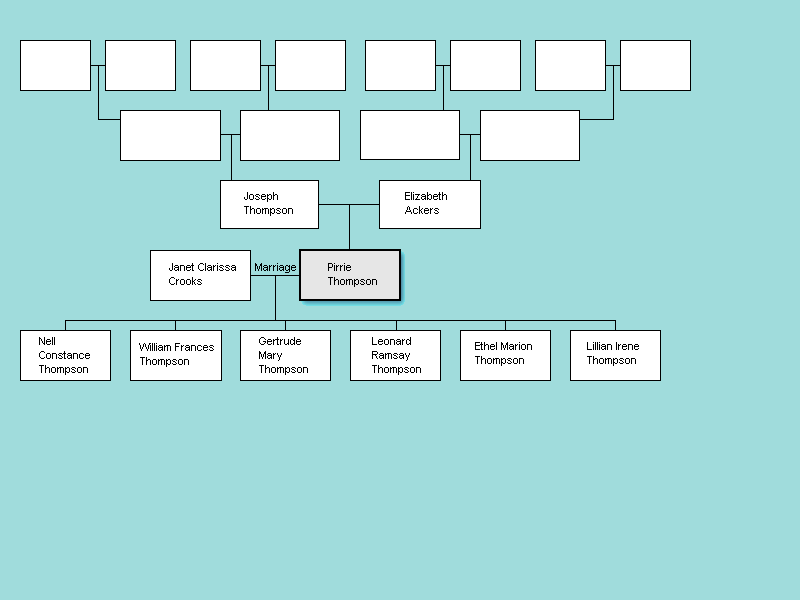 Joseph
Thompson
Elizabeth
Ackers
Janet Clarissa
Crooks
Marriage
Pirrie
Thompson
Nell
Constance
Thompson
William Frances
Thompson
Gertrude
Mary
Thompson
Leonard
Ramsay
Thompson
Ethel Marion
Thompson
Lillian Irene
Thompson